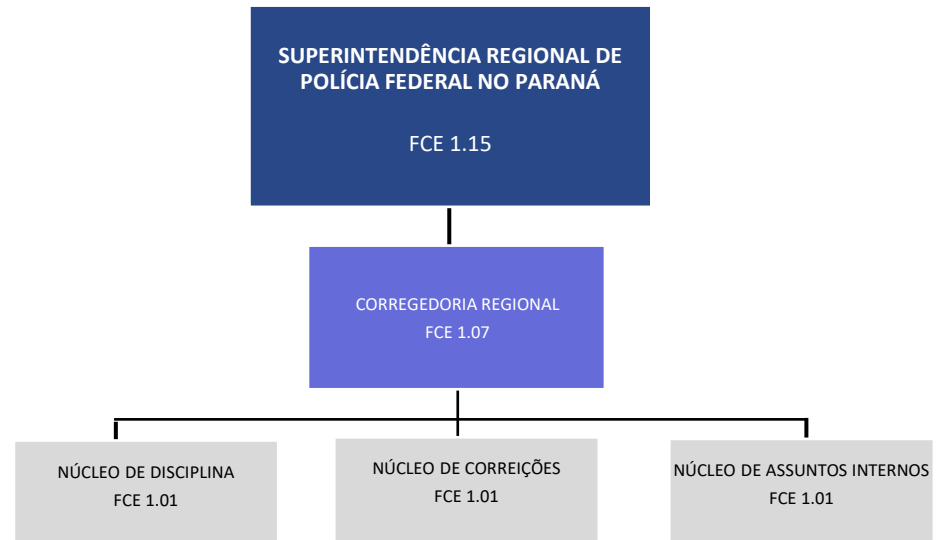 SUPERINTENDÊNCIA REGIONAL DE
POLÍCIA FEDERAL NO PARANÁ
FCE 1.15
CORREGEDORIA REGIONAL
FCE 1.07
NÚCLEO DE DISCIPLINA
FCE 1.01
NÚCLEO DE CORREIÇÕES
FCE 1.01
NÚCLEO DE ASSUNTOS INTERNOS
FCE 1.01